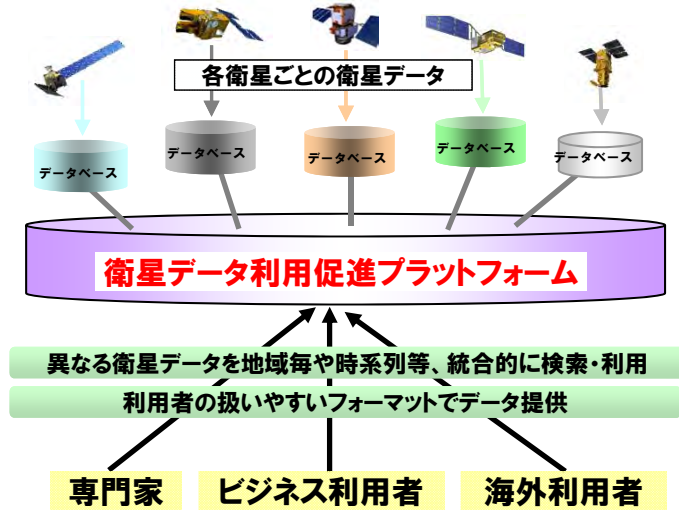 各衛星ごとの衛星データ
データベース
データベース
データベース
データベース
データベース
衛星データ利用促進プラットフォーム
異なる衛星データを地域毎や時系列等、統合的に検索・利用
利用者の扱いやすいフォーマットでデータ提供
専門家
ビジネス利用者
海外利用者